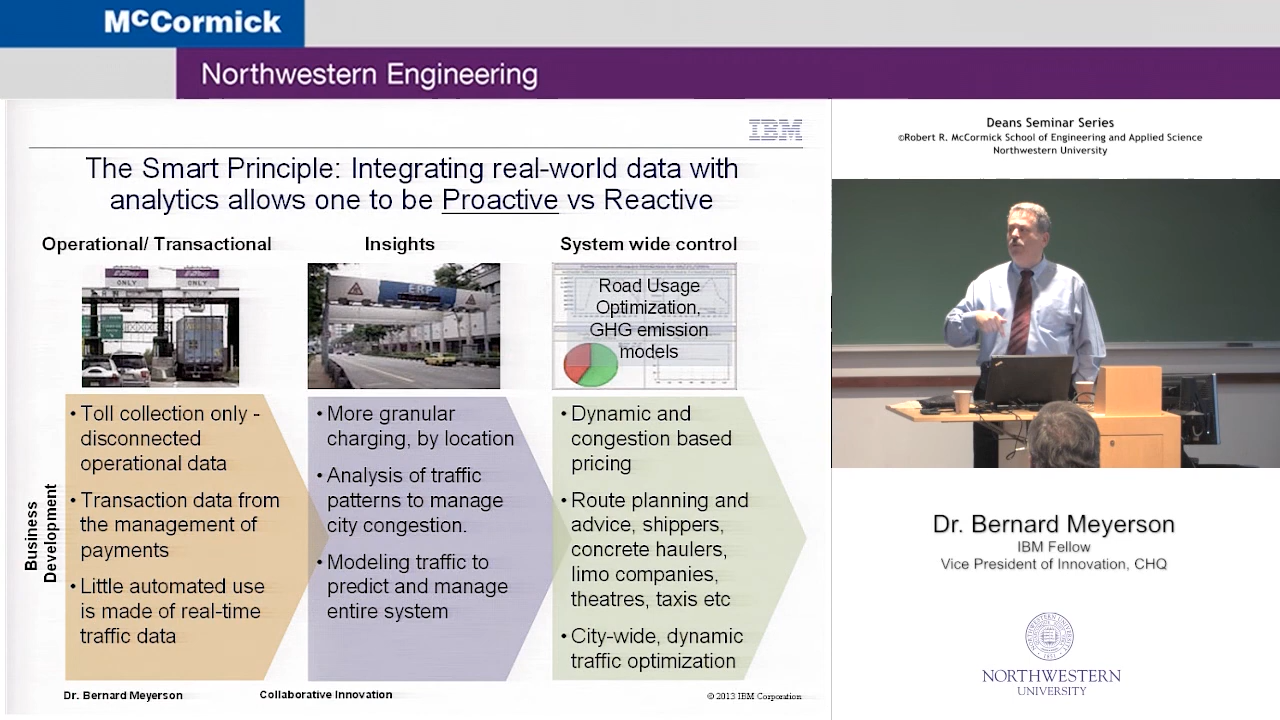 McCormick
Northwestern Engineering
IBM
The Smart Principle: Integrating real-world data with
analytics allows one to be Proactive vs Reactive
Operational/ Transactional
Insights
System wide control
ONLY
ONLY
ERP
Road Usage
Optimization,
GHG emission
models
Business
Development
• Toll collection only -
disconnected
operational data
• Transaction data from
the management of
payments
• Little automated use
is made of real-time
traffic data
• More granular
charging, by location
• Analysis of traffic
patterns to manage
city congestion.
• Modeling traffic to
predict and manage
entire system
• Dynamic and
congestion based
pricing
• Route planning and
advice, shippers,
concrete haulers,
limo companies,
theatres, taxis etc
• City-wide, dynamic
traffic optimization
Dr. Bernard Meyerson
Collaborative Innovation
© 2013 IBM Corporation
Deans Seminar Series
©Robert R. McCormick School of Engineering and Applied Science
Northwestern University
Dr. Bernard Meyerson
IBM Fellow
Vice President of Innovation, CHQ
NORTHWESTERN
UNIVERSITY